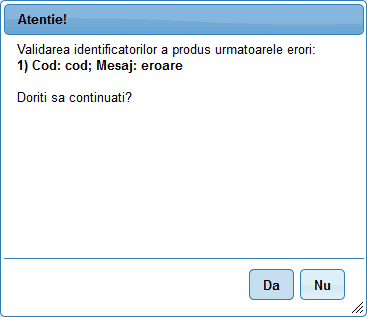 Atentie!
Validarea identificatorilor a produs urmatoarele erori:
1) Cod: cod; Mesaj: eroare
Doriti sa continuati?
Da
Nu